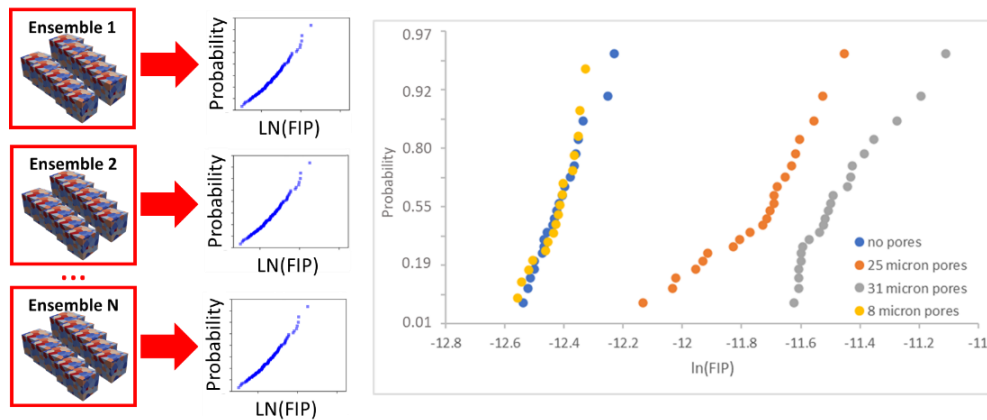 Ensemble 1
Probability
LN(FIP)
Ensemble 2
Probability
LN(FIP)
...
Ensemble N
Probability
LN(FIP)
0.97
0.92
0.80
0.55
0.19
0.01
Probability
no pores
25 micron pores
31 micron pores
8 micron pores
-12.8 -12.6 -12.4 -12.2 -12 -11.8 -11.6 -11.4 -11.2 -11
ln(FIP)